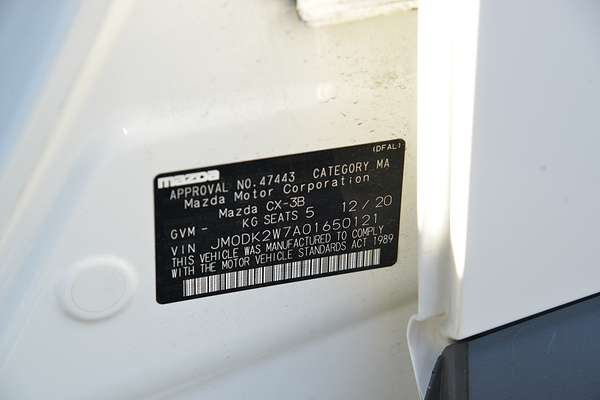 (DFAL)
mazda
APPROVAL NO.47443 CATEGORY MA
Mazda Motor Corporation
Mazda CX-3B 12/20
GVM - KG SEATS 5
VIN JM0DK2W7A01650121
THIS VEHICLE WAS MANUFACTURED TO COMPLY
WITH THE MOTOR VEHICLE STANDARDS ACT 1989